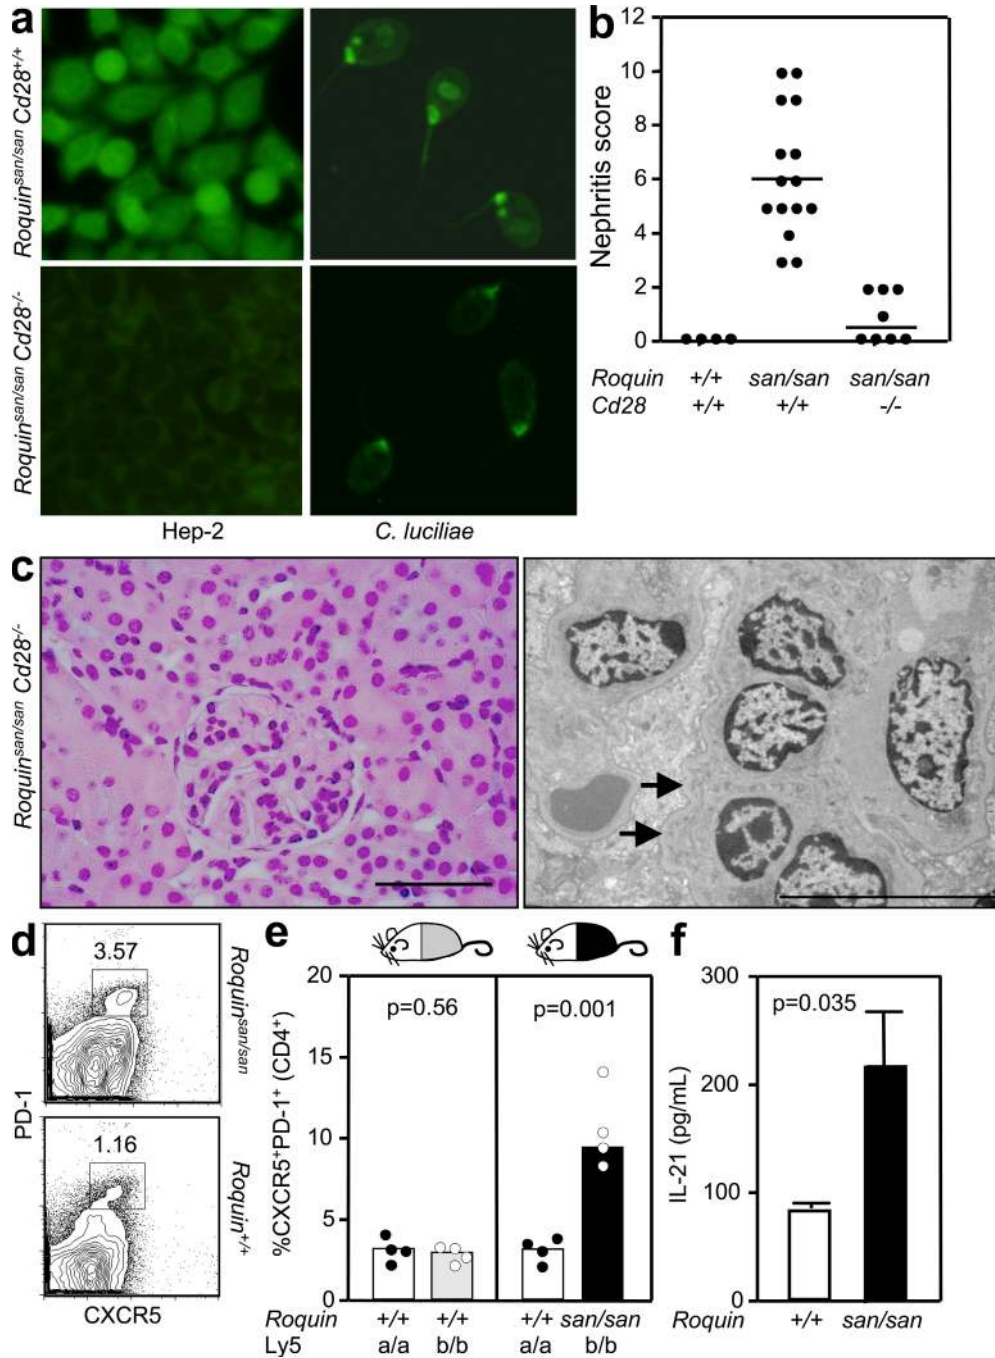 a
Roquin^san/san Cd28^+/+
Roquin^san/san Cd28^-/-
Hep-2
C. luciliae
b
Nephritis score
12
10
8
6
4
2
0
Roquin +/+ san/san san/san
Cd28 +/+ +/+ -/-
c
Roquin^san/san Cd28^-/-
d
3.57
Roquin^san/san
1.16
Roquin^+/+
PD-1
CXCR5
e
%CXCR5⁺PD-1⁺ (CD4⁺)
20
15
10
5
0
p=0.56
p=0.001
Roquin +/+ +/+ +/+ san/san
Ly5 a/a b/b a/a b/b
f
IL-21 (pg/mL)
300
200
100
0
p=0.035
Roquin +/+ san/san